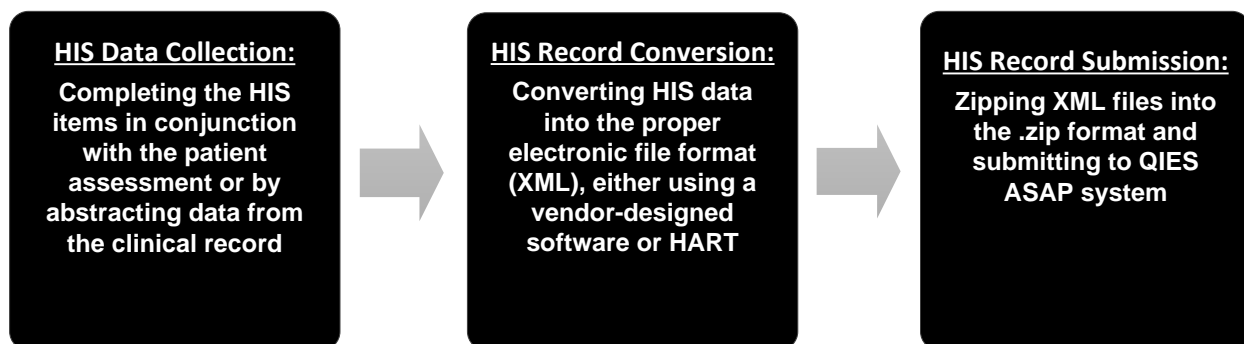 HIS Data Collection:
Completing the HIS
items in conjunction
with the patient
assessment or by
abstracting data from
the clinical record
HIS Record Conversion:
Converting HIS data
into the proper
electronic file format
(XML), either using a
vendor-designed
software or HART
HIS Record Submission:
Zipping XML files into
the .zip format and
submitting to QIES
ASAP system